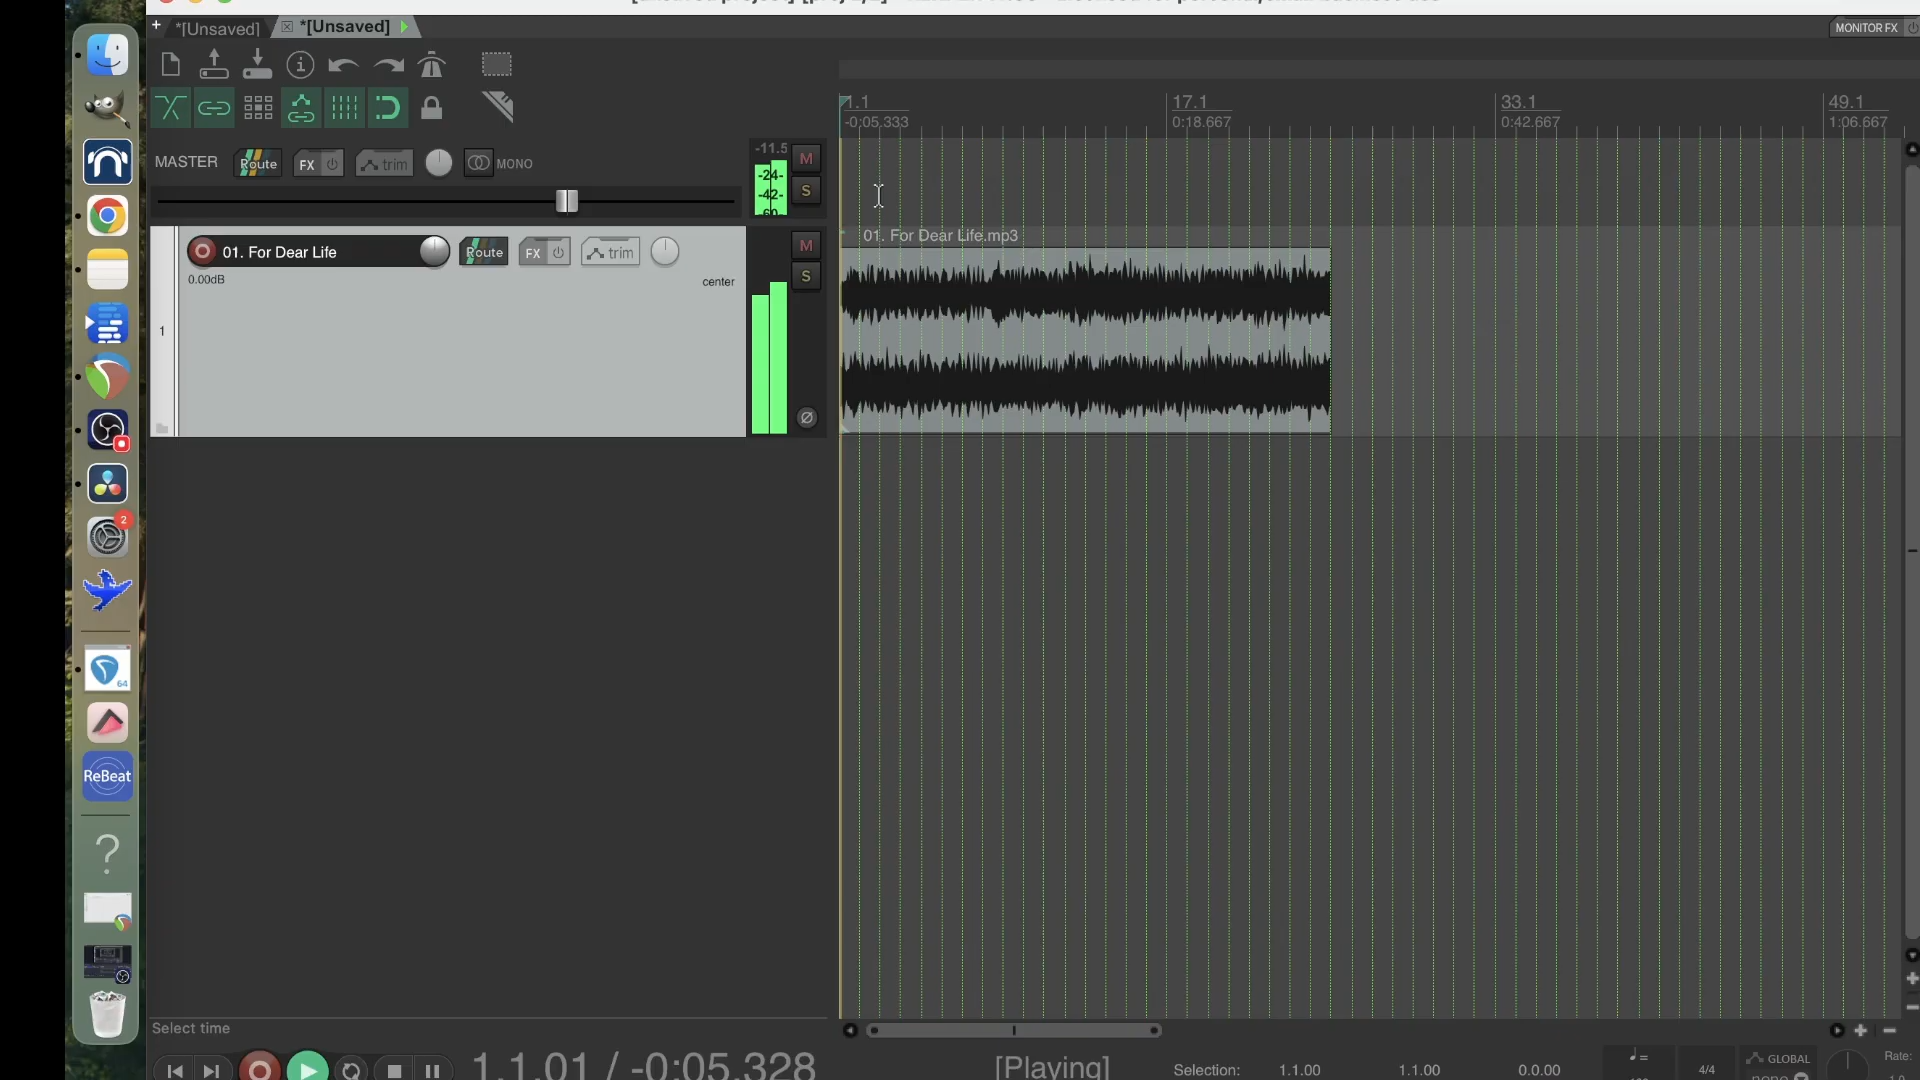 *[Unsaved]
*[Unsaved]
MONITOR FX
1.1
-0:05.333
17.1
0:18.667
33.1
0:42.667
49.1
1:06.667
MASTER
Route
FX
trim
MONO
-11.5
-24-
-42-
-60-
M
S
01. For Dear Life
Route
FX
trim
M
S
0.00dB
center
1
01. For Dear Life.mp3
2
64
ReBeat
?
Select time
1.1.01 / -0:05.328
[Playing]
Selection:
1.1.00
1.1.00
0.0.00
4/4
GLOBAL
Rate: